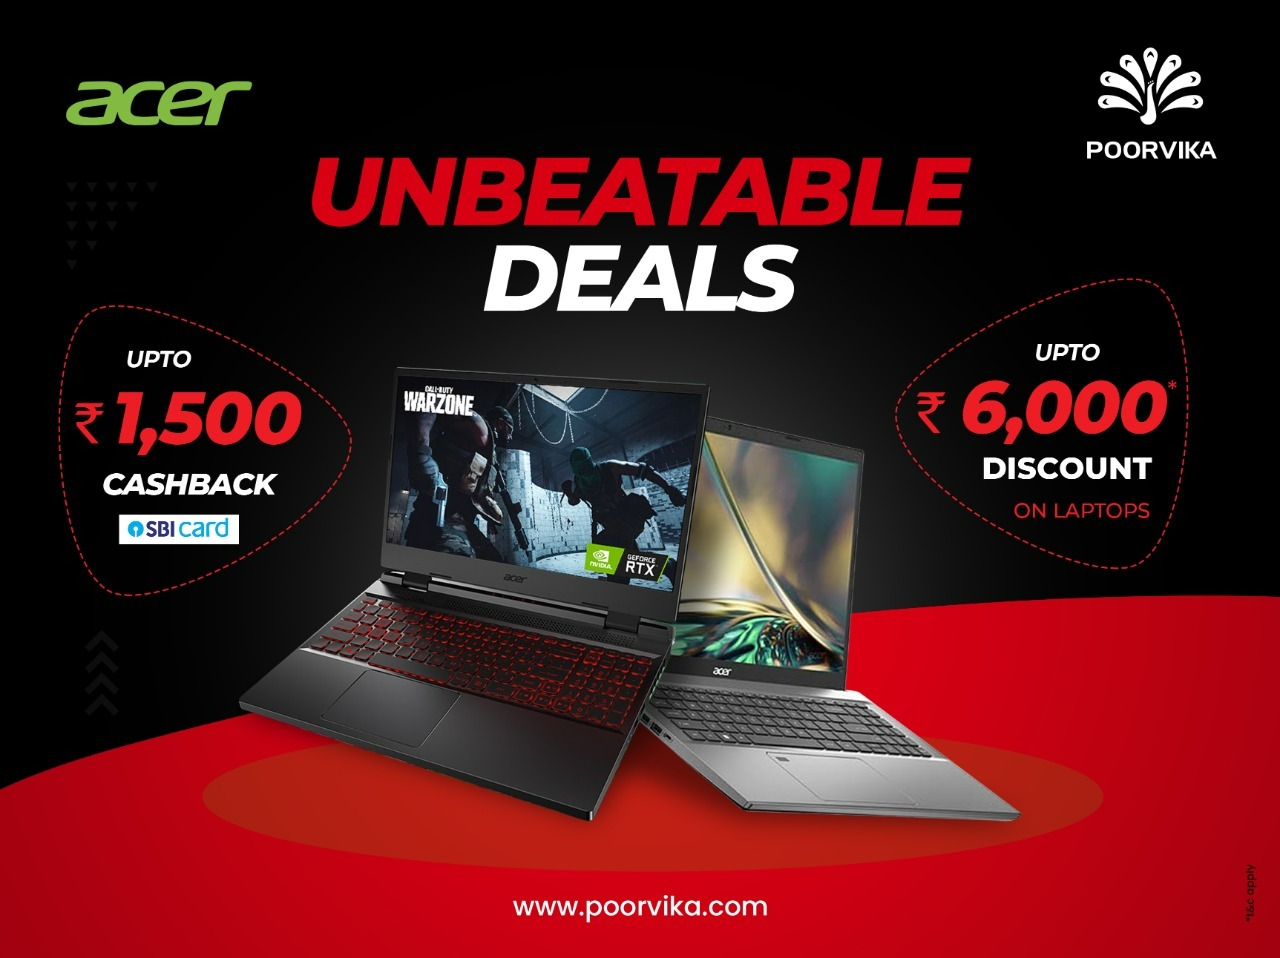 acer
POORVIKA
UNBEATABLE
DEALS
UPTO
₹ 1,500
CASHBACK
SBI card
UPTO
₹ 6,000*
DISCOUNT
ON LAPTOPS
CALL OF DUTY
WARZONE
NVIDIA.
GEFORCE
RTX
acer
acer
www.poorvika.com
*t&c apply